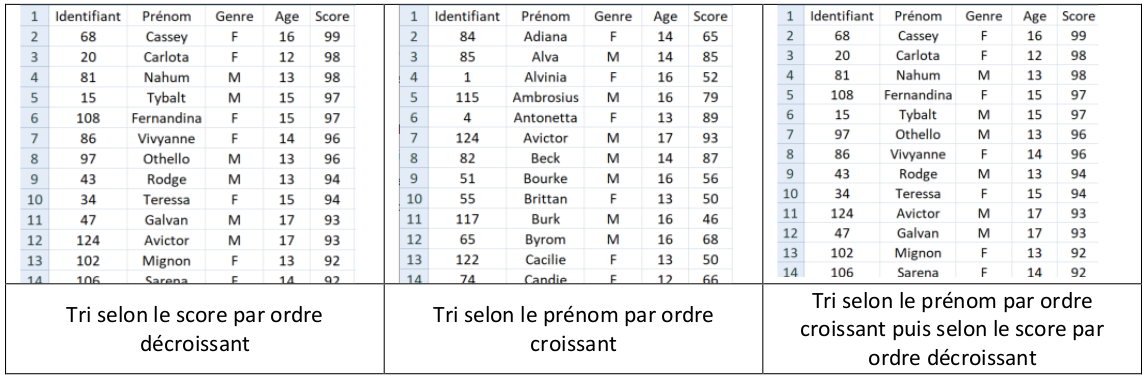 1 Identifiant Prénom Genre Age Score
2 68 Cassey F 16 99
3 20 Carlota F 12 98
4 81 Nahum M 13 98
5 15 Tybalt M 15 97
6 108 Fernandina F 15 97
7 86 Vivyanne F 14 96
8 97 Othello M 13 96
9 43 Rodge M 13 94
10 34 Teressa F 15 94
11 47 Galvan M 17 93
12 124 Avictor M 17 93
13 102 Mignon F 13 92
14 106 Sarena F 14 92
Tri selon le score par ordre
décroissant
1 Identifiant Prénom Genre Age Score
2 84 Adiana F 14 65
3 85 Alva M 14 85
4 1 Alvinia F 16 52
5 115 Ambrosius M 16 79
6 4 Antonetta F 13 89
7 124 Avictor M 17 93
8 82 Beck M 14 87
9 51 Bourke M 16 56
10 55 Brittan F 13 50
11 117 Burk M 16 46
12 65 Byrom M 16 68
13 122 Cacilie F 13 50
14 74 Candie F 12 66
Tri selon le prénom par ordre
croissant
1 Identifiant Prénom Genre Age Score
2 68 Cassey F 16 99
3 20 Carlota F 12 98
4 81 Nahum M 13 98
5 108 Fernandina F 15 97
6 15 Tybalt M 15 97
7 97 Othello M 13 96
8 86 Vivyanne F 14 96
9 43 Rodge M 13 94
10 34 Teressa F 15 94
11 124 Avictor M 17 93
12 47 Galvan M 17 93
13 102 Mignon F 13 92
14 106 Sarena F 14 92
Tri selon le prénom par ordre
croissant puis selon le score par
ordre décroissant